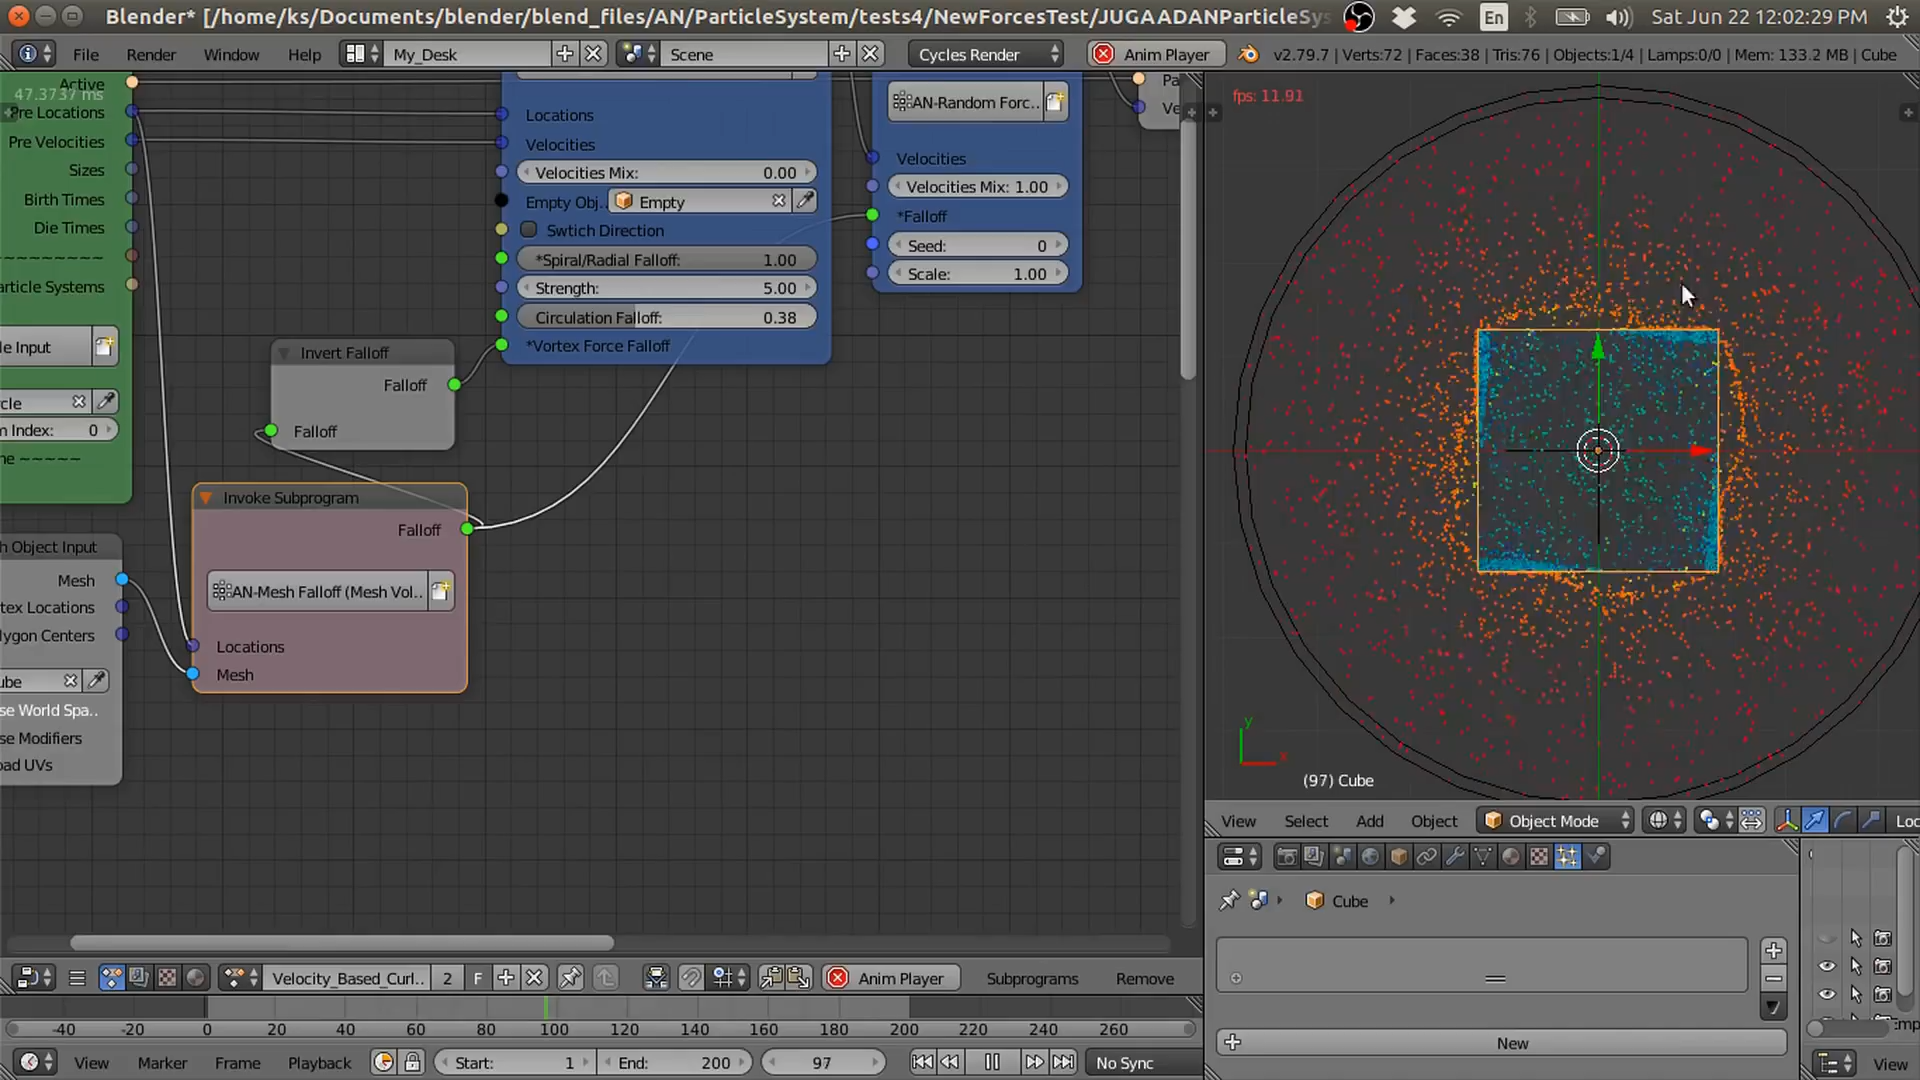 Blender* [/home/ks/Documents/blender/blend_files/AN/ParticleSystem/tests4/NewForcesTest/JUGAADANParticleSys
En
Sat Jun 22 12:02:29 PM
File
Render
Window
Help
My_Desk
Scene
Cycles Render
Anim Player
v2.79.7 | Verts:72 | Faces:38 | Tris:76 | Objects:1/4 | Lamps:0/0 | Mem: 133.2 MB | Cube
47.3737 ms
Active
Pre Locations
Pre Velocities
Sizes
Birth Times
Die Times
~~~~~~~~~
article Systems
le Input
cle
m Index: 0
ne ~~~~~
Locations
Velocities
Velocities Mix: 0.00
Empty Obj..
Empty
Swtich Direction
*Spiral/Radial Falloff: 1.00
Strength: 5.00
Circulation Falloff: 0.38
*Vortex Force Falloff
AN-Random Forc..
Velocities
Velocities Mix: 1.00
*Falloff
Seed: 0
Scale: 1.00
Pa
Ve
Invert Falloff
Falloff
Falloff
Invoke Subprogram
Falloff
AN-Mesh Falloff (Mesh Vol..
Locations
Mesh
h Object Input
Mesh
tex Locations
lygon Centers
ube
se World Spa..
se Modifiers
oad UVs
fps: 11.91
y
x
(97) Cube
View
Select
Add
Object
Object Mode
Loc
Cube
New
View
Velocity_Based_Curl..
2
F
Anim Player
Subprograms
Remove
-40 -20 0 20 40 60 80 100 120 140 160 180 200 220 240 260
View
Marker
Frame
Playback
Start: 1
End: 200
97
No Sync